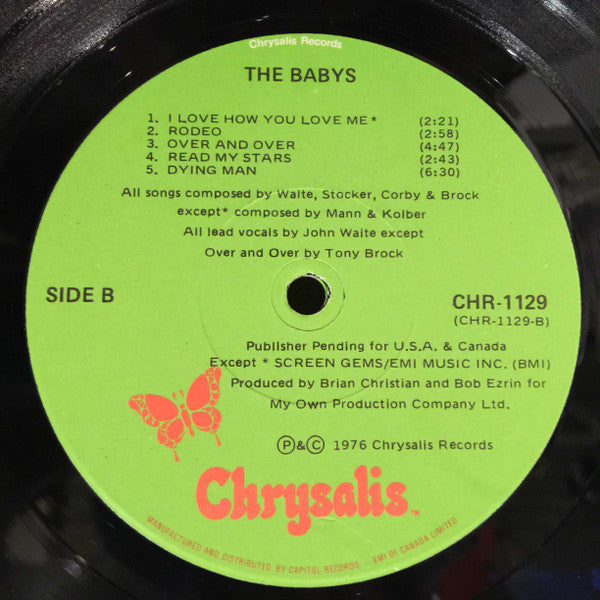 Chrysalis Records
THE BABYS
1. I LOVE HOW YOU LOVE ME* (2:21)
2. RODEO (2:58)
3. OVER AND OVER (4:47)
4. READ MY STARS (2:43)
5. DYING MAN (6:30)
All songs composed by Waite, Stocker, Corby & Brock
except* composed by Mann & Kolber
All lead vocals by John Waite except
Over and Over by Tony Brock
SIDE B
CHR-1129
(CHR-1129-B)
Publisher Pending for U.S.A. & Canada
Except * SCREEN GEMS/EMI MUSIC INC. (BMI)
Produced by Brian Christian and Bob Ezrin for
My Own Production Company Ltd.
Ⓟ&Ⓒ 1976 Chrysalis Records
Chrysalis™
MANUFACTURED AND DISTRIBUTED BY CAPITOL RECORDS - EMI OF CANADA LIMITED